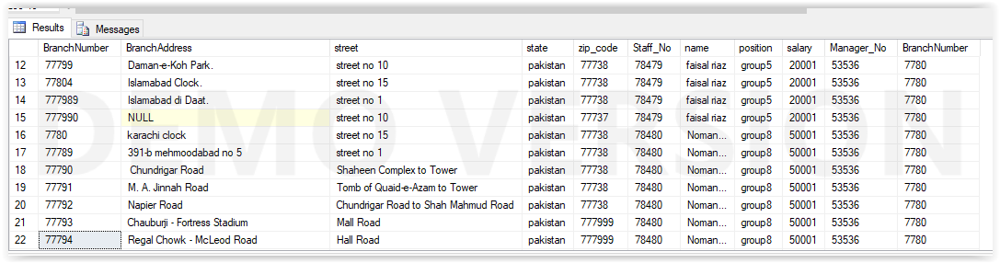 Results Messages
BranchNumber BranchAddress street state zip_code Staff_No name position salary Manager_No BranchNumber
12 77799 Daman-e-Koh Park. street no 10 pakistan 77738 78479 faisal riaz group5 20001 53536 7780
13 77804 Islamabad Clock. street no 15 pakistan 77738 78479 faisal riaz group5 20001 53536 7780
14 777989 Islamabad di Daat. street no 1 pakistan 77738 78479 faisal riaz group5 20001 53536 7780
15 777990 NULL street no 10 pakistan 77737 78479 faisal riaz group5 20001 53536 7780
16 7780 karachi clock street no 15 pakistan 77738 78480 Noman... group8 50001 53536 7780
17 77789 391-b mehmoodabad no 5 street no 1 pakistan 77738 78480 Noman... group8 50001 53536 7780
18 77790 Chundrigar Road Shaheen Complex to Tower pakistan 77738 78480 Noman... group8 50001 53536 7780
19 77791 M. A. Jinnah Road Tomb of Quaid-e-Azam to Tower pakistan 77738 78480 Noman... group8 50001 53536 7780
20 77792 Napier Road Chundrigar Road to Shah Mahmud Road pakistan 77738 78480 Noman... group8 50001 53536 7780
21 77793 Chauburji - Fortress Stadium Mall Road pakistan 777999 78480 Noman... group8 50001 53536 7780
22 77794 Regal Chowk - McLeod Road Hall Road pakistan 777999 78480 Noman... group8 50001 53536 7780
DEMO VERSION